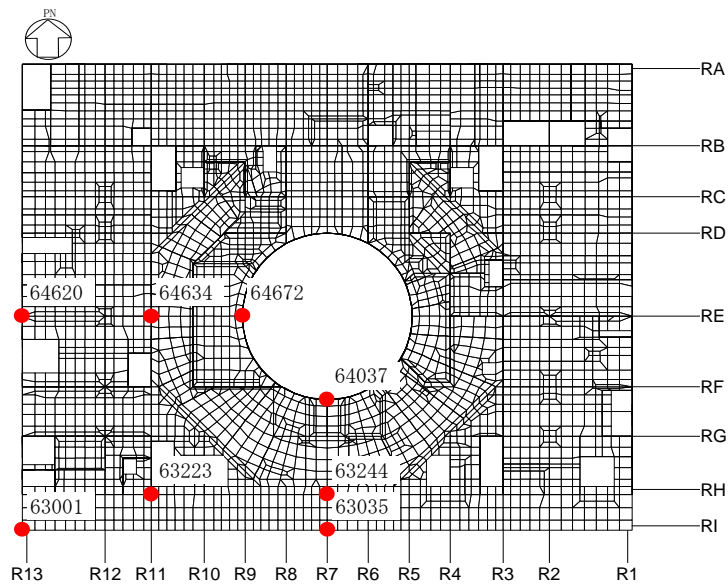 PN
RA
RB
RC
RD
64620 64634 64672
RE
64037
RF
RG
63223 63244
RH
63001 63035
RI
R13 R12 R11 R10 R9 R8 R7 R6 R5 R4 R3 R2 R1